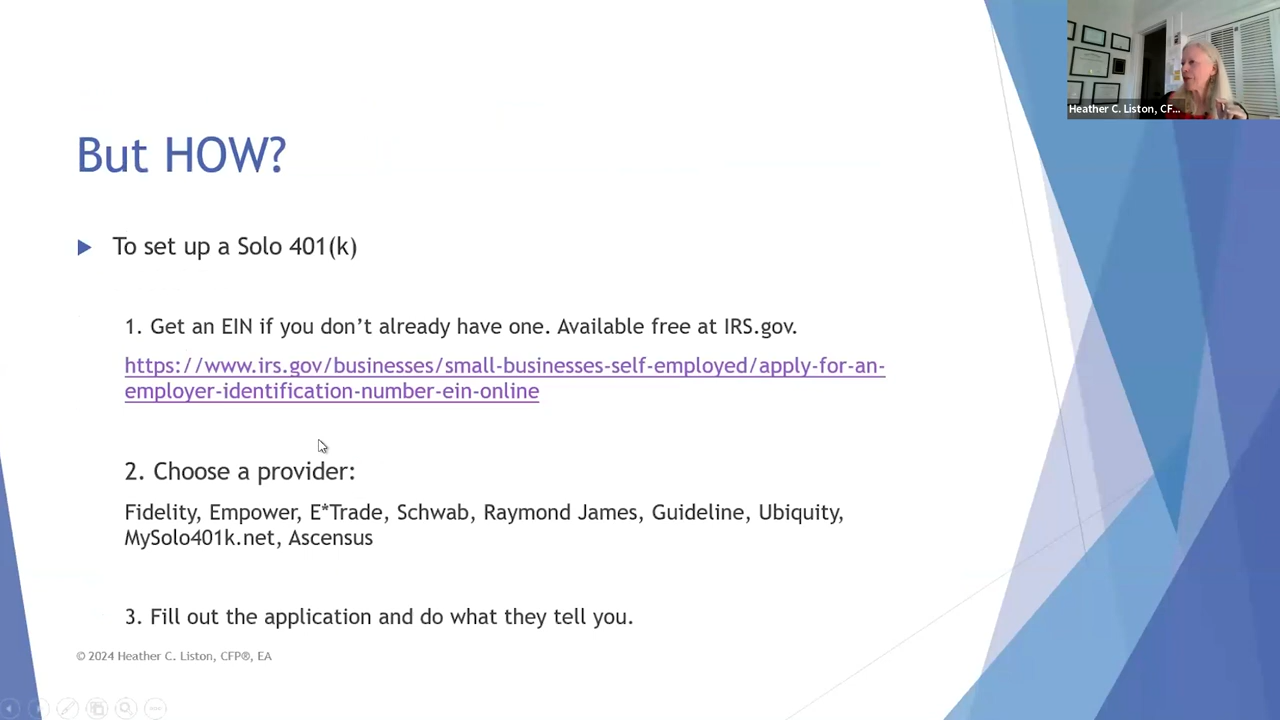 Heather C. Liston, CF...
But HOW?
To set up a Solo 401(k)
1. Get an EIN if you don't already have one. Available free at IRS.gov.
https://www.irs.gov/businesses/small-businesses-self-employed/apply-for-an-
employer-identification-number-ein-online
2. Choose a provider:
Fidelity, Empower, E*Trade, Schwab, Raymond James, Guideline, Ubiquity,
MySolo401k.net, Ascensus
3. Fill out the application and do what they tell you.
© 2024 Heather C. Liston, CFP®, EA